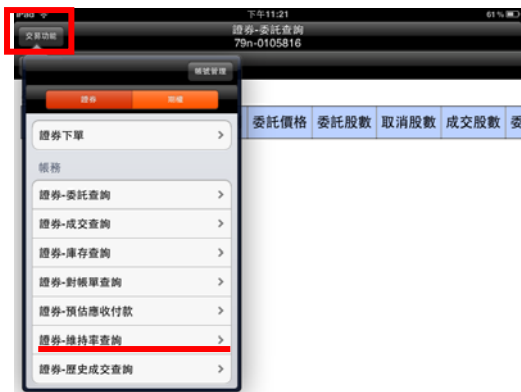 iPad
下午11:21
61%
交易功能
證券-委託查詢
79n-0105816
帳號管理
證券
期權
委託價格 委託股數 取消股數 成交股數 委
證券下單
帳務
證券-委託查詢
證券-成交查詢
證券-庫存查詢
證券-對帳單查詢
證券-預估應收付款
證券-維持率查詢
證券-歷史成交查詢